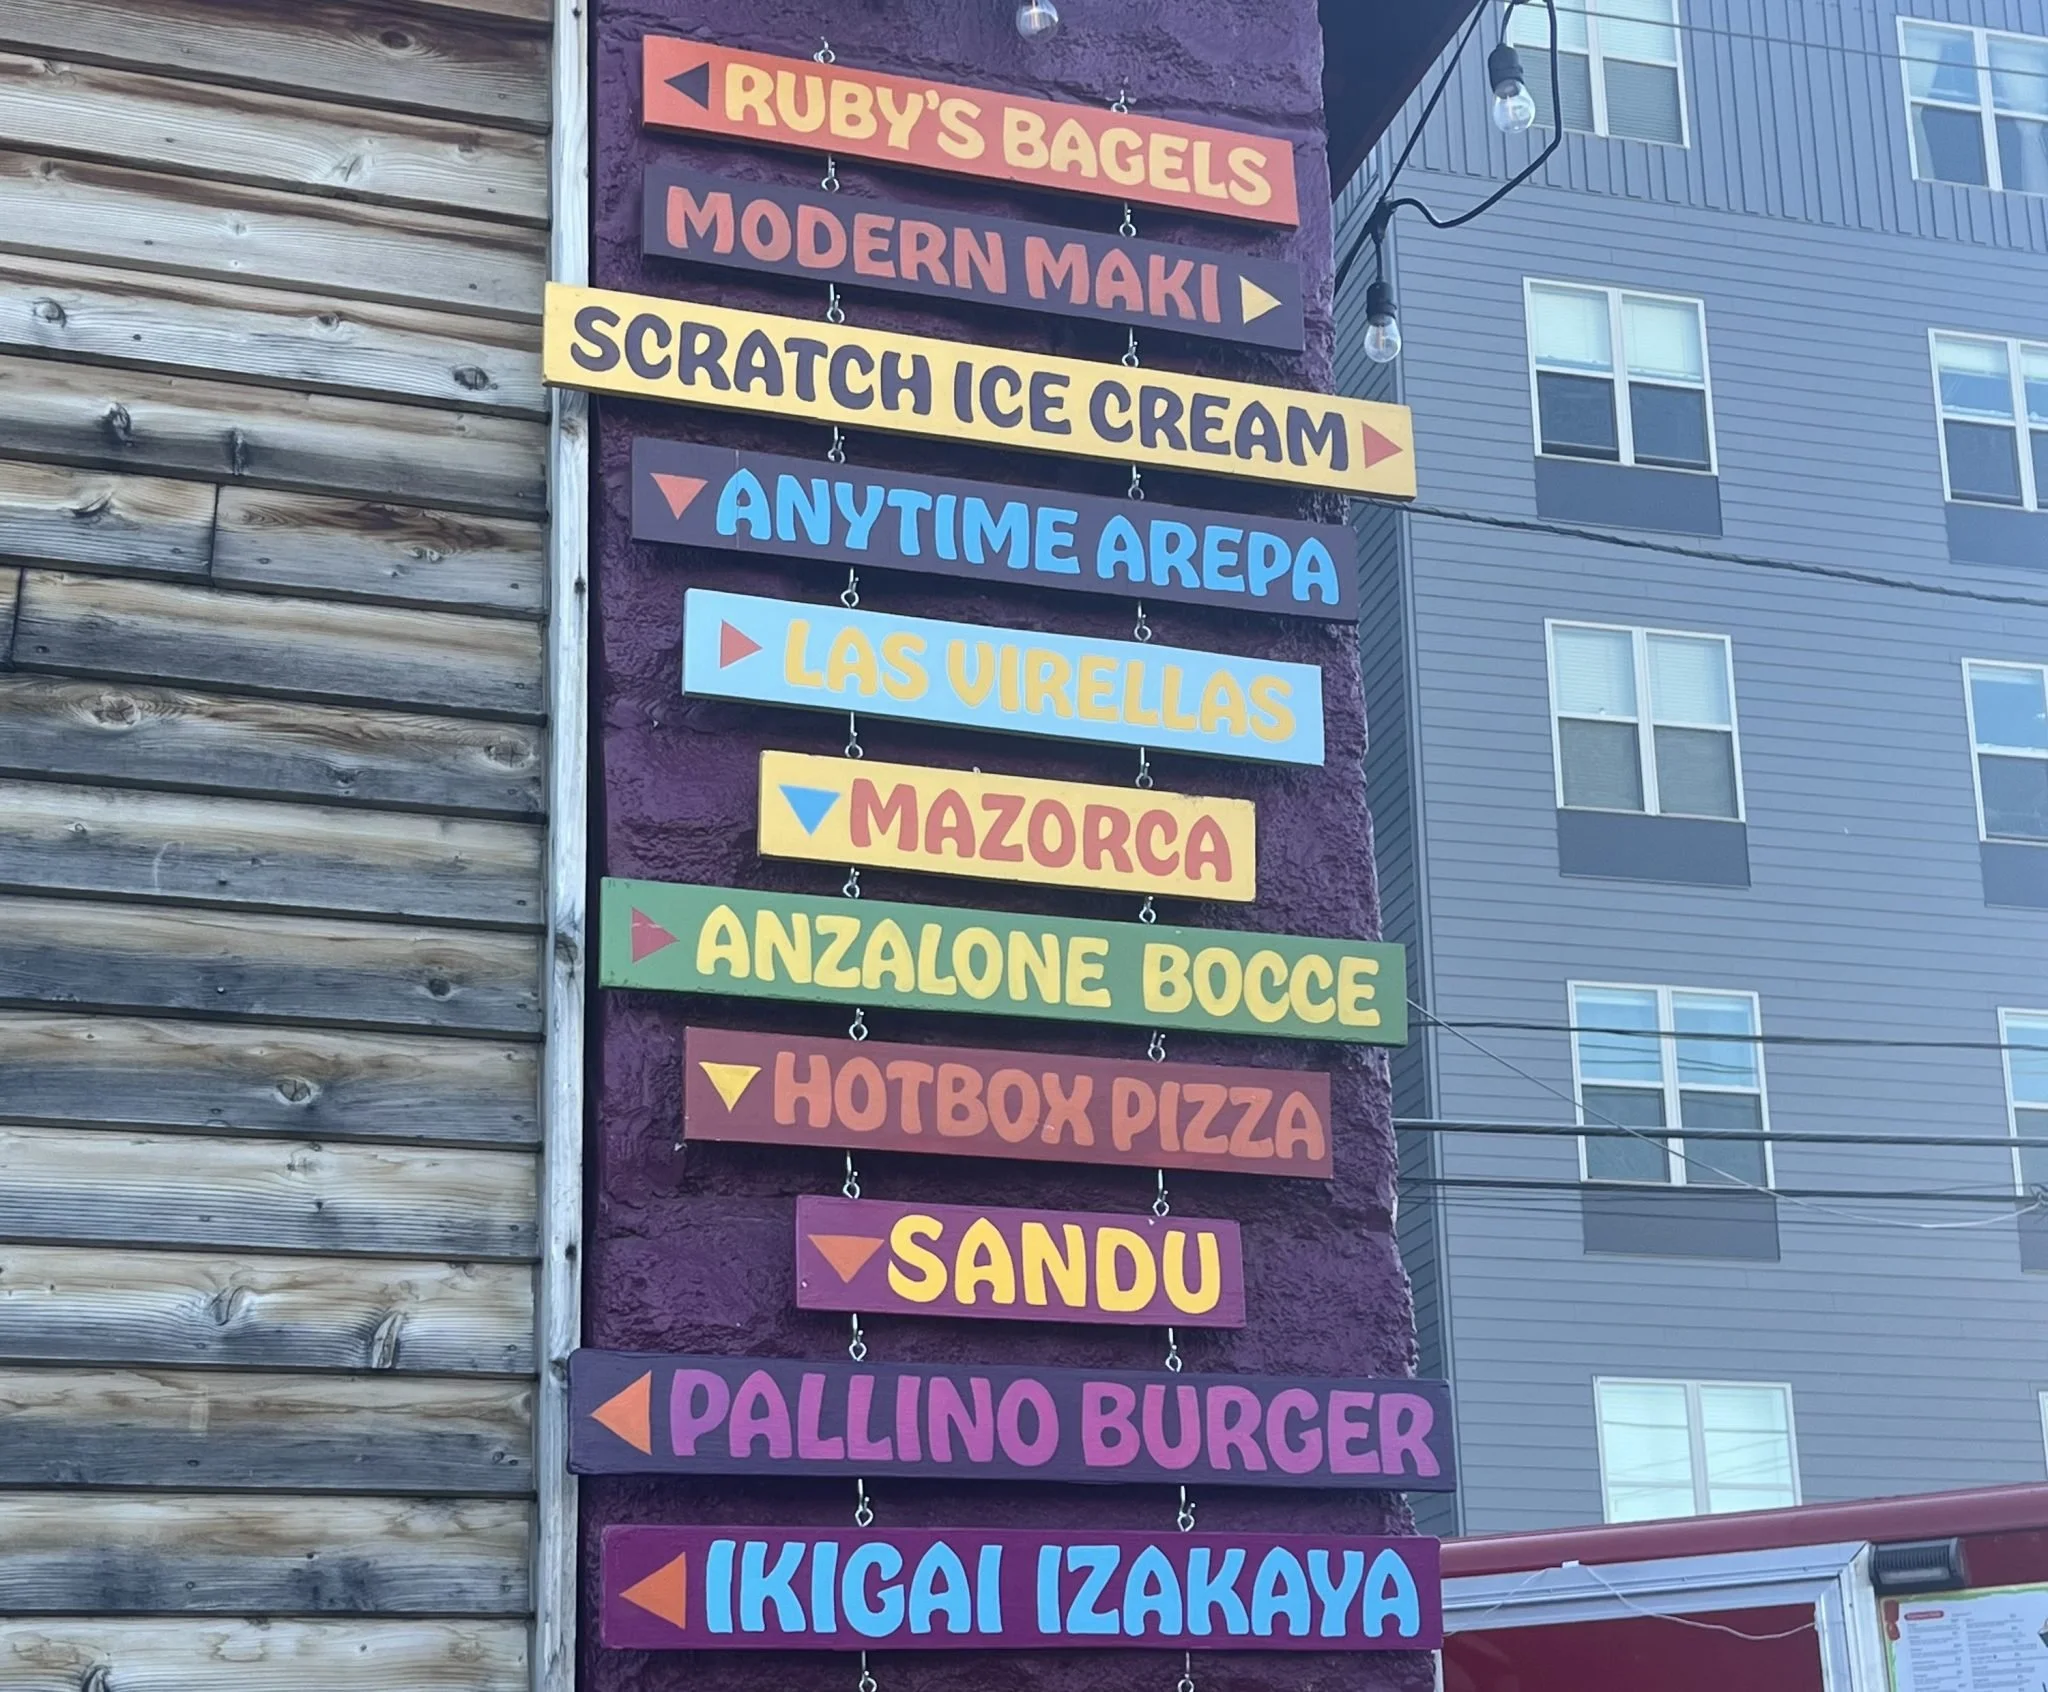 RUBY'S BAGELS
MODERN MAKI
SCRATCH ICE CREAM
ANYTIME AREPA
LAS VIRELLAS
MAZORCA
ANZALONE BOCCE
HOTBOX PIZZA
SANDU
PALLINO BURGER
IKIGAI IZAKAYA